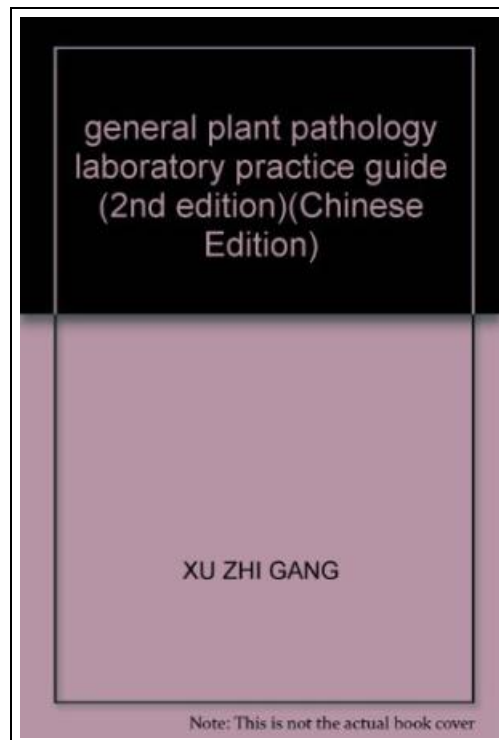 general plant pathology
laboratory practice guide
(2nd edition)(Chinese
Edition)
XU ZHI GANG
Note: This is not the actual book cover